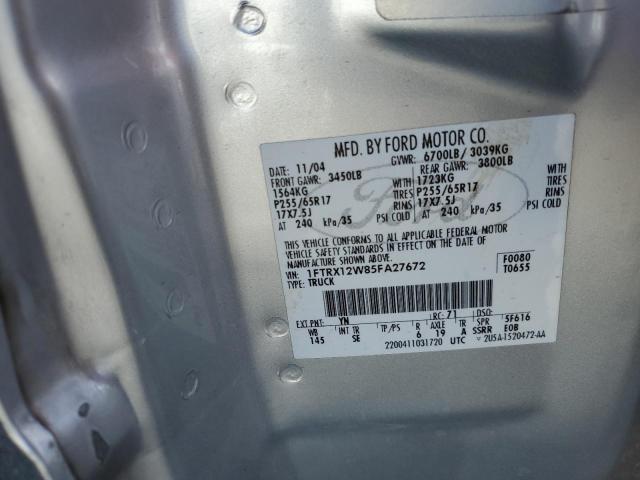 MFD. BY FORD MOTOR CO.
DATE: 11/04 GVWR: 6700LB/ 3039KG
FRONT GAWR: 3450LB REAR GAWR: 3800LB
1564KG WITH 1723KG WITH
P255/65R17 TIRES P255/65R17 TIRES
17X7.5J RIMS 17X7.5J RIMS
AT 240 kPa/35 PSI COLD AT 240 kPa/35 PSI COLD
Ford
THIS VEHICLE CONFORMS TO ALL APPLICABLE FEDERAL MOTOR
VEHICLE SAFETY STANDARDS IN EFFECT ON THE DATE OF
MANUFACTURE SHOWN ABOVE.
VIN: 1FTRX12W85FA27672 F0080
TYPE: TRUCK T0655
EXT PNT: YN RC: 71 DSO:
WB INT TR TP/PS R AXLE TR SPR 5F616
145 SE 6 19 A SSRR EOB
2200411031720 UTC 2U5A-1520472-AA